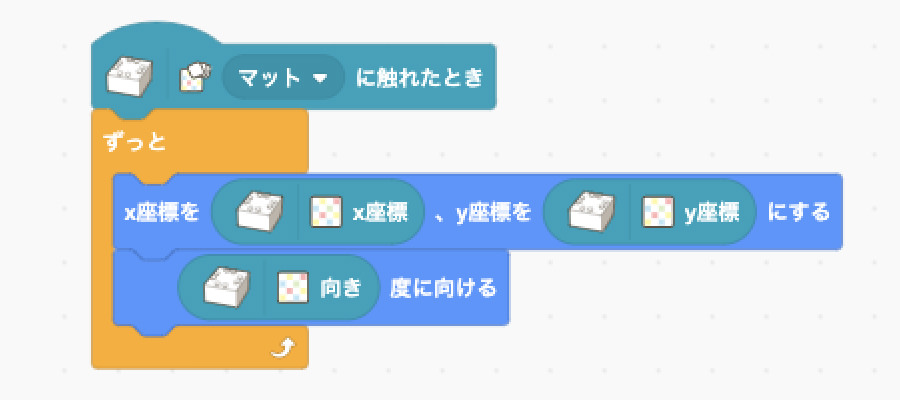 マット に触れたとき
ずっと
x座標を x座標 、y座標を y座標 にする
向き 度に向ける